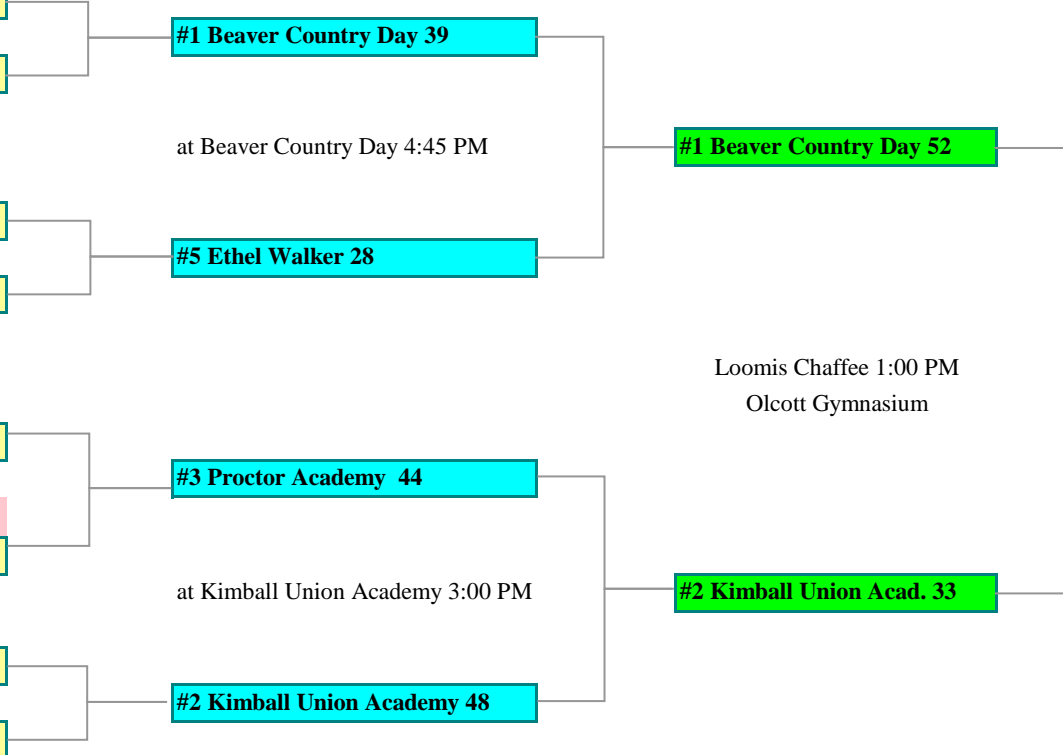 #1 Beaver Country Day 39
at Beaver Country Day 4:45 PM
#1 Beaver Country Day 52
#5 Ethel Walker 28
Loomis Chaffee 1:00 PM
Olcott Gymnasium
#3 Proctor Academy  44
at Kimball Union Academy 3:00 PM
#2 Kimball Union Acad. 33
#2 Kimball Union Academy 48